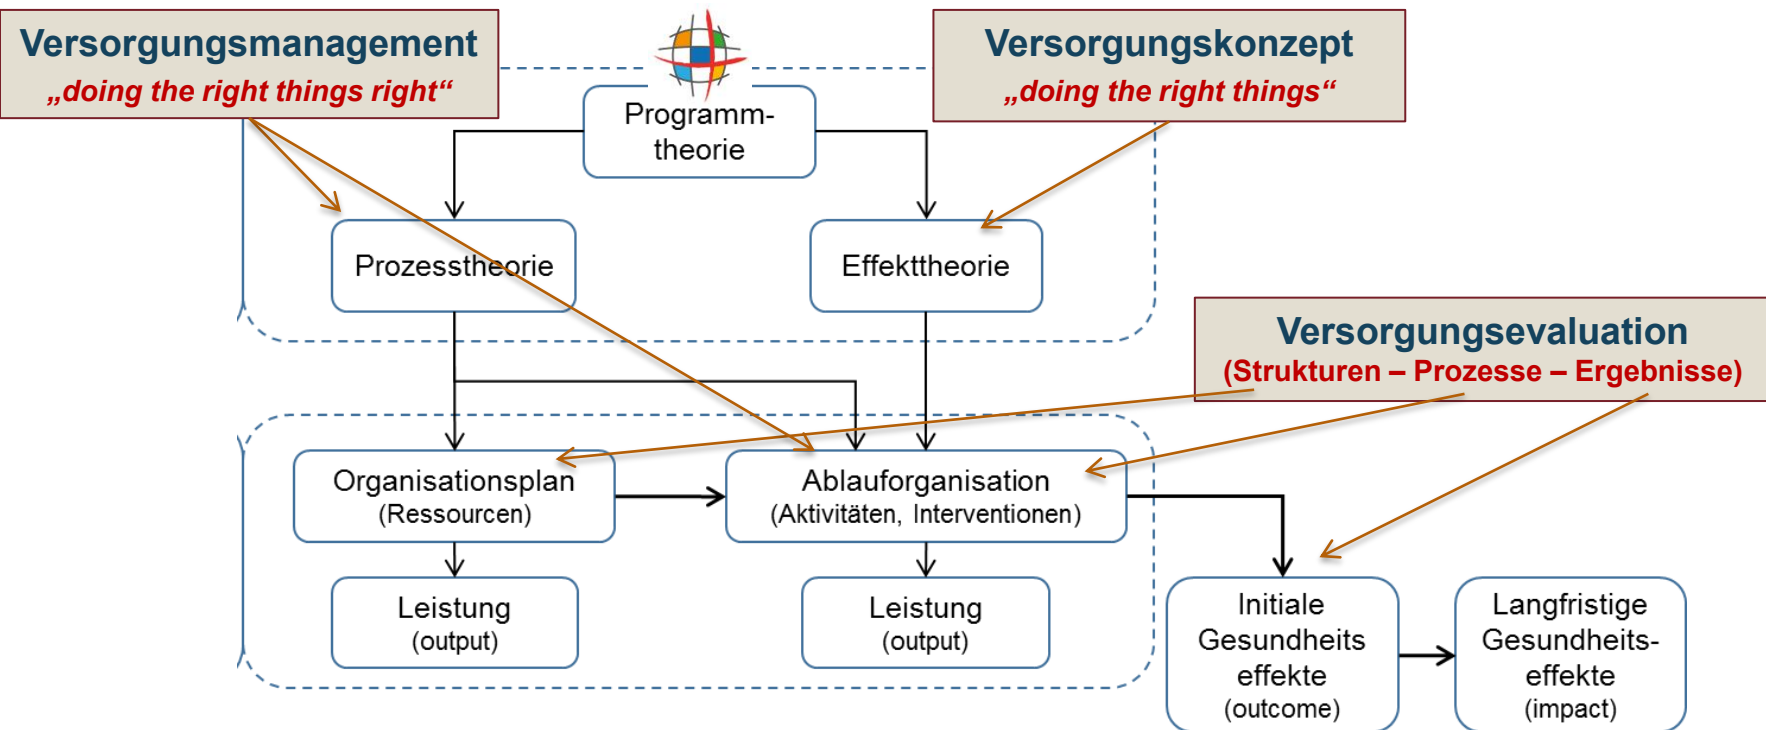 Versorgungsmanagement
„doing the right things right“
Versorgungskonzept
„doing the right things“
Programm-
theorie
Prozesstheorie
Effekttheorie
Versorgungsevaluation
(Strukturen – Prozesse – Ergebnisse)
Organisationsplan
(Ressourcen)
Ablauforganisation
(Aktivitäten, Interventionen)
Leistung
(output)
Leistung
(output)
Initiale
Gesundheits
effekte
(outcome)
Langfristige
Gesundheits-
effekte
(impact)